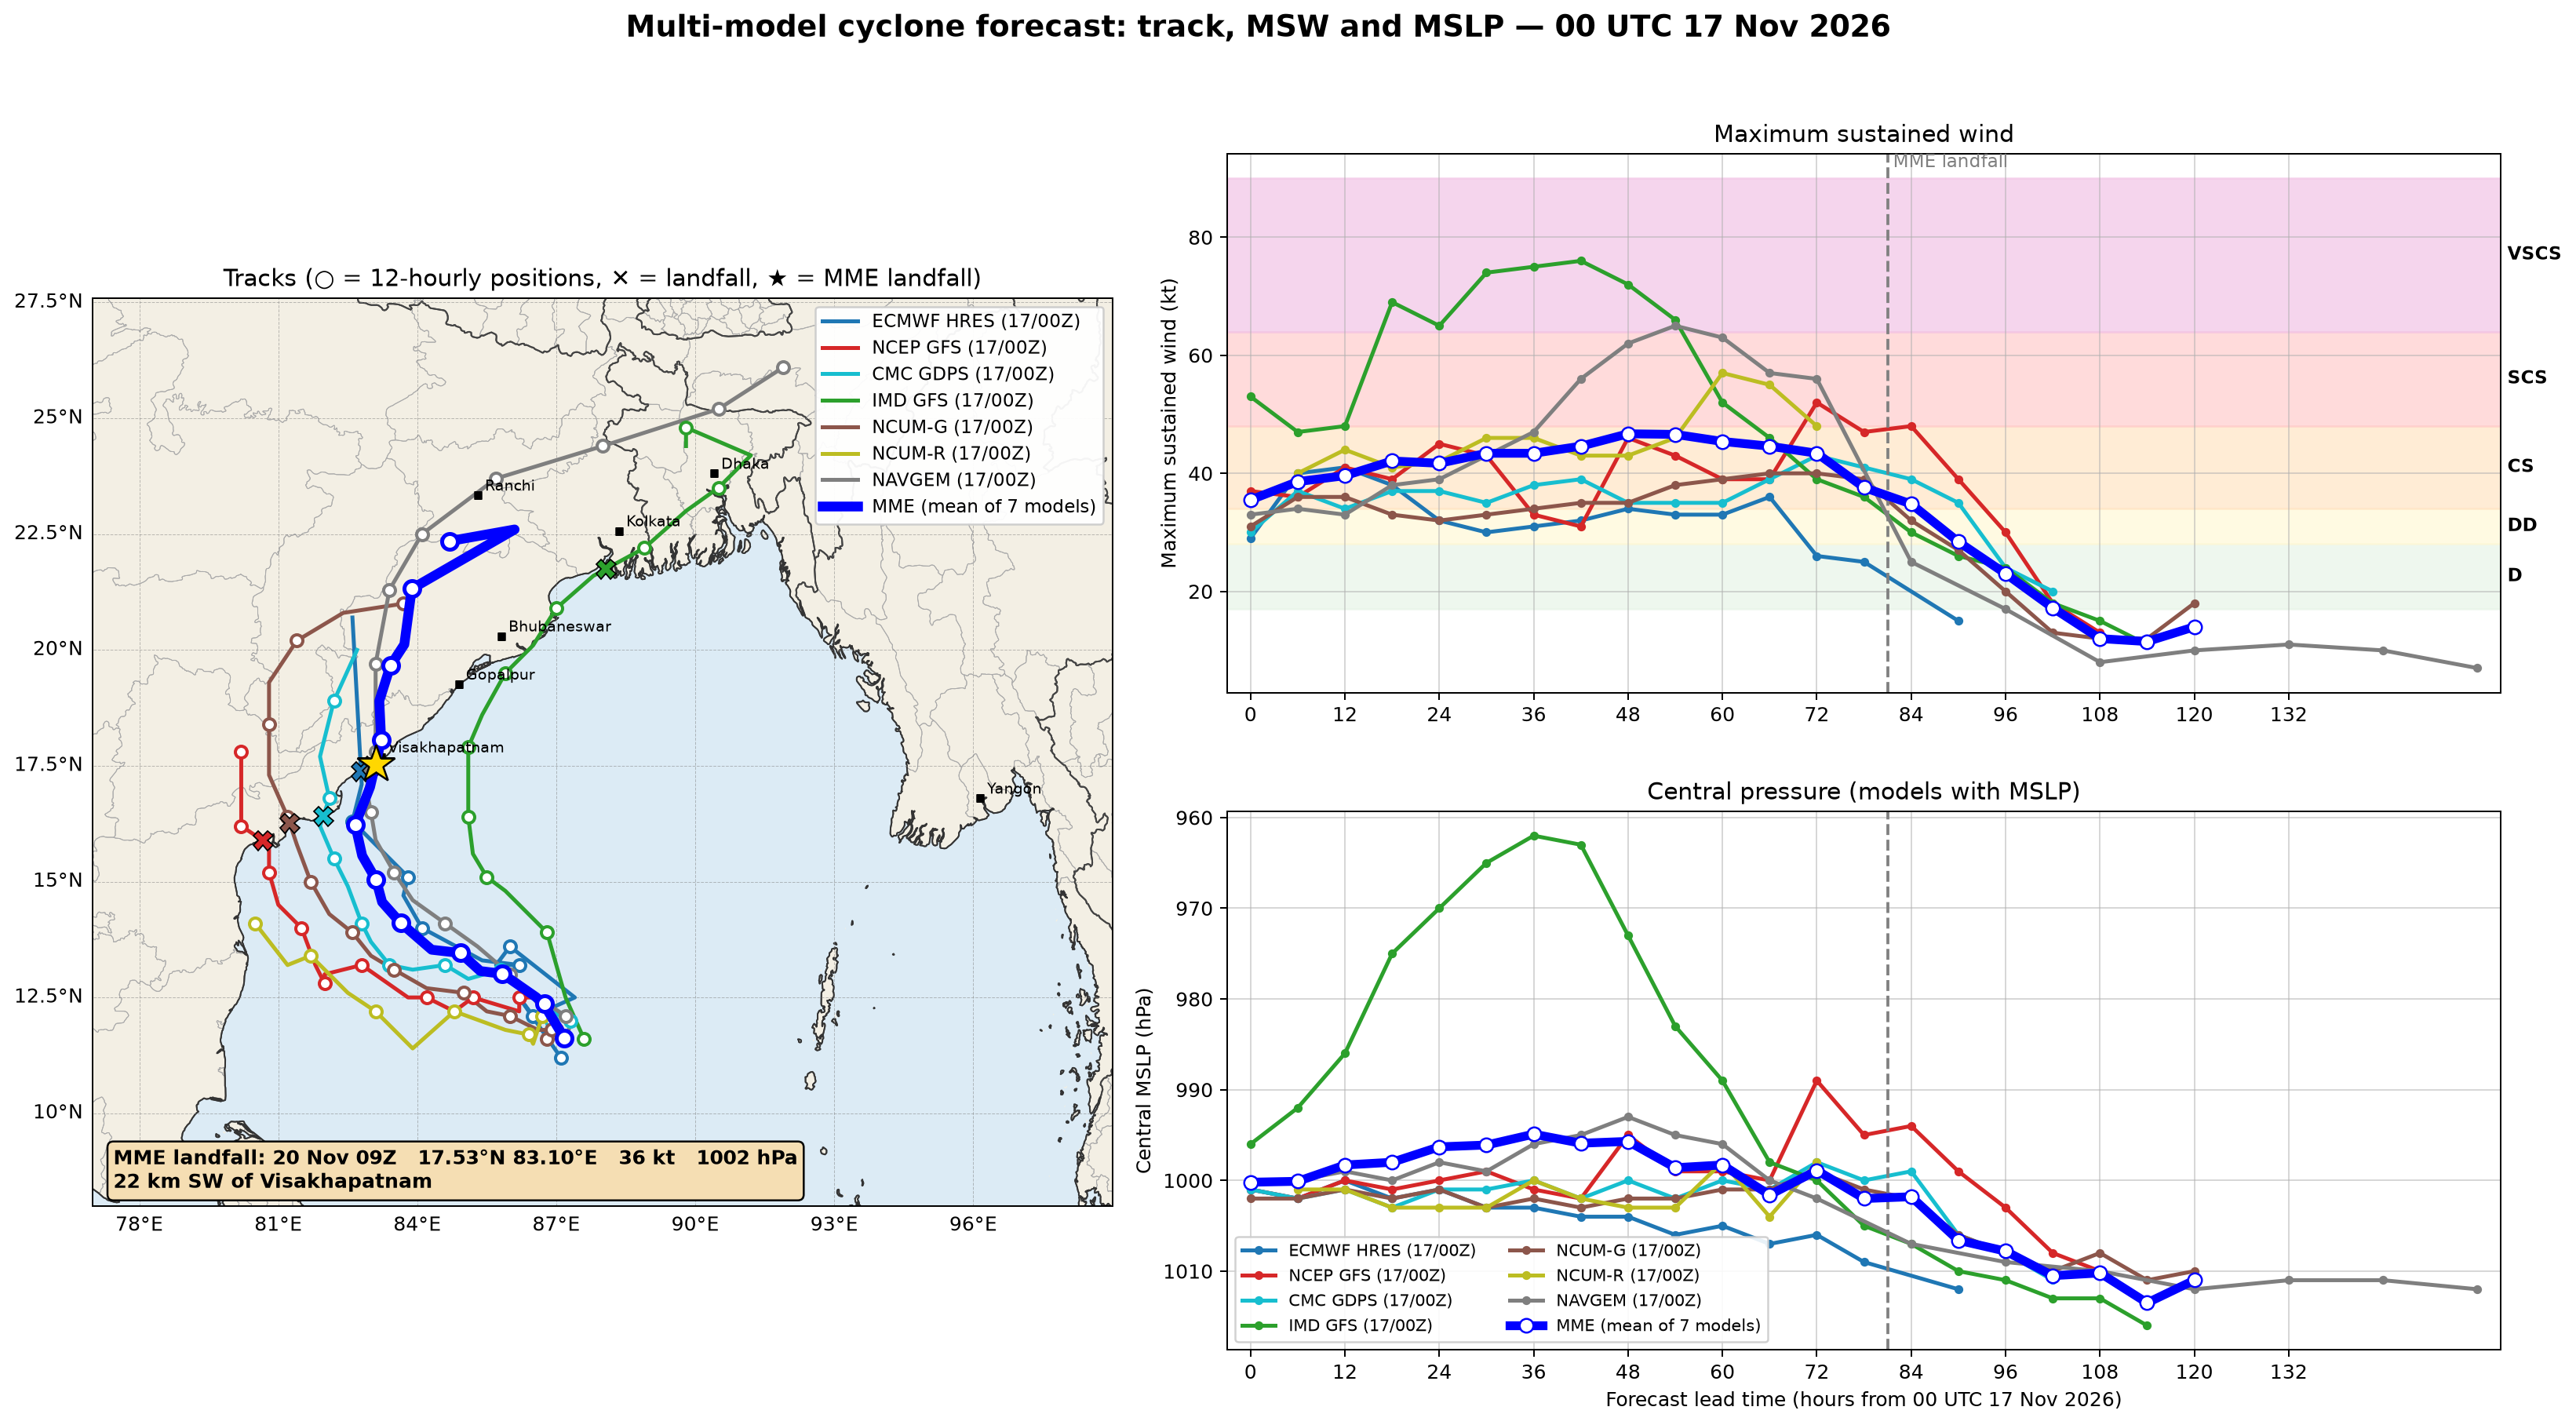 Multi-model cyclone forecast: track, MSW and MSLP — 00 UTC 17 Nov 2026
Tracks (○ = 12-hourly positions, ✕ = landfall, ★ = MME landfall)
27.5°N
25°N
22.5°N
20°N
17.5°N
15°N
12.5°N
10°N
78°E
81°E
84°E
87°E
90°E
93°E
96°E
ECMWF HRES (17/00Z)
NCEP GFS (17/00Z)
CMC GDPS (17/00Z)
IMD GFS (17/00Z)
NCUM-G (17/00Z)
NCUM-R (17/00Z)
NAVGEM (17/00Z)
MME (mean of 7 models)
Dhaka
Ranchi
Kolkata
Bhubaneswar
Gopalpur
Visakhapatnam
Yangon
MME landfall: 20 Nov 09Z 17.53°N 83.10°E 36 kt 1002 hPa
22 km SW of Visakhapatnam
Maximum sustained wind
MME landfall
Maximum sustained wind (kt)
80
60
40
20
VSCS
SCS
CS
DD
D
0
12
24
36
48
60
72
84
96
108
120
132
Central pressure (models with MSLP)
Central MSLP (hPa)
960
970
980
990
1000
1010
ECMWF HRES (17/00Z)
NCEP GFS (17/00Z)
CMC GDPS (17/00Z)
IMD GFS (17/00Z)
NCUM-G (17/00Z)
NCUM-R (17/00Z)
NAVGEM (17/00Z)
MME (mean of 7 models)
0
12
24
36
48
60
72
84
96
108
120
132
Forecast lead time (hours from 00 UTC 17 Nov 2026)